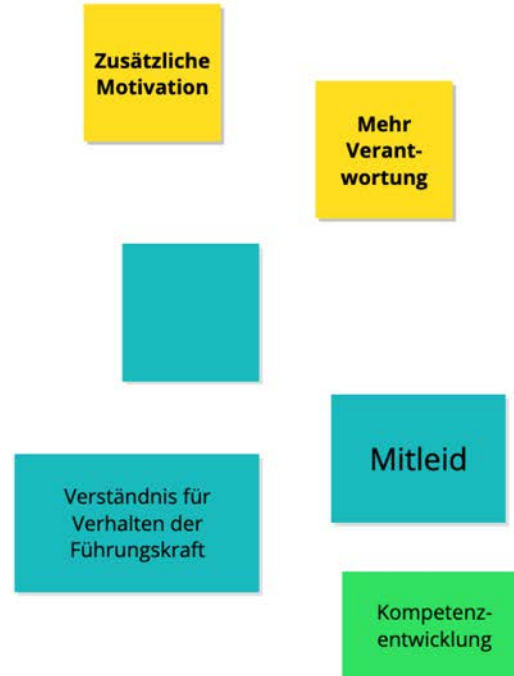 Zusätzliche
Motivation
Mehr
Verant-
wortung
Mitleid
Verständnis für
Verhalten der
Führungskraft
Kompetenz-
entwicklung